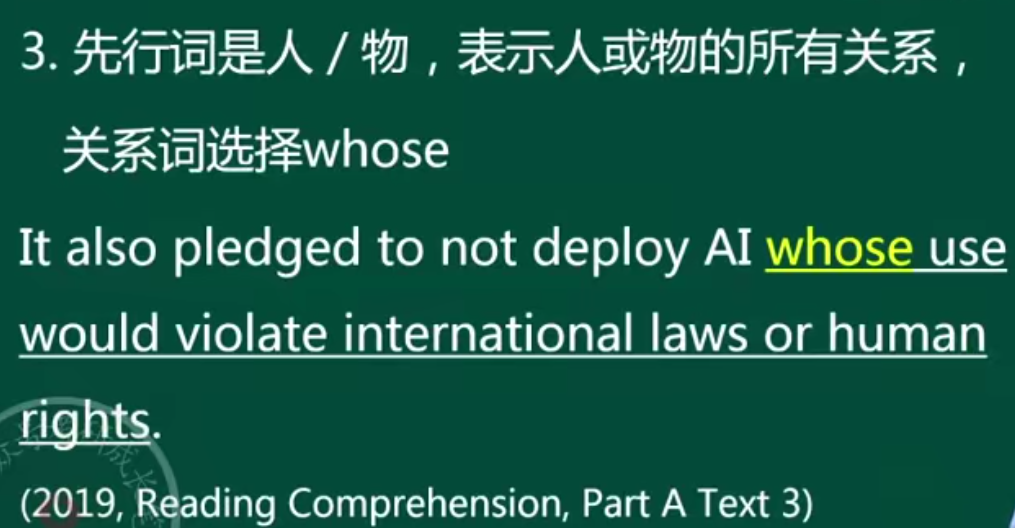 3. 先行词是人 / 物，表示人或物的所有关系，
关系词选择whose
It also pledged to not deploy AI whose use
would violate international laws or human
rights.
(2019, Reading Comprehension, Part A Text 3)